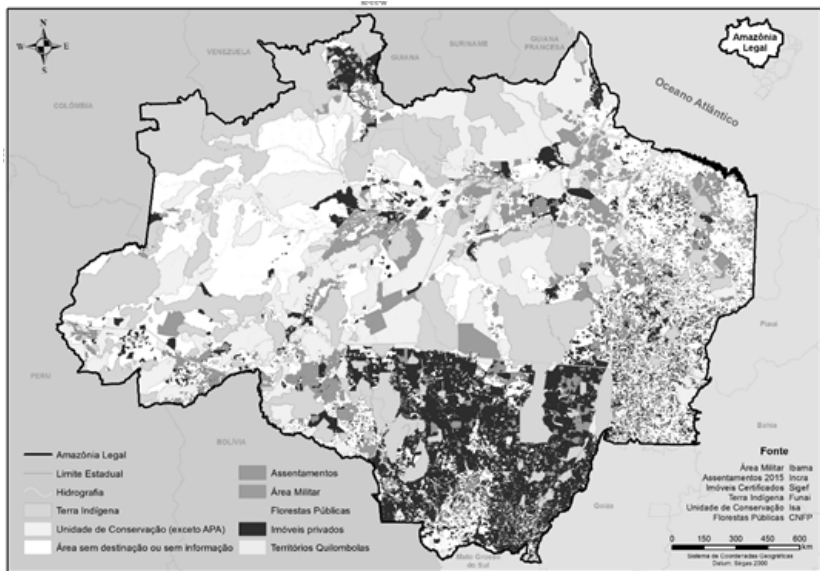 N
W E
S
VENEZUELA
GUIANA
SURINAME
GUIANA
FRANCESA
Amazônia
Legal
COLÔMBIA
Oceano Atlântico
Piauí
PERU
BOLÍVIA
Bahia
Goiás
Mato Grosso
do Sul
Amazônia Legal
Limite Estadual
Hidrografia
Terra Indígena
Unidade de Conservação (exceto APA)
Área sem destinação ou sem informação
Assentamentos
Área Militar
Florestas Públicas
Imóveis privados
Territórios Quilombolas
Fonte
Área Militar Ibama
Assentamentos 2015 Incra
Imóveis Certificados Sigef
Terra Indígena Funai
Unidade de Conservação Isa
Florestas Públicas CNFP
0 150 300 450 600
km
Sistema de Coordenadas Geográficas
Datum: Sirgas 2000